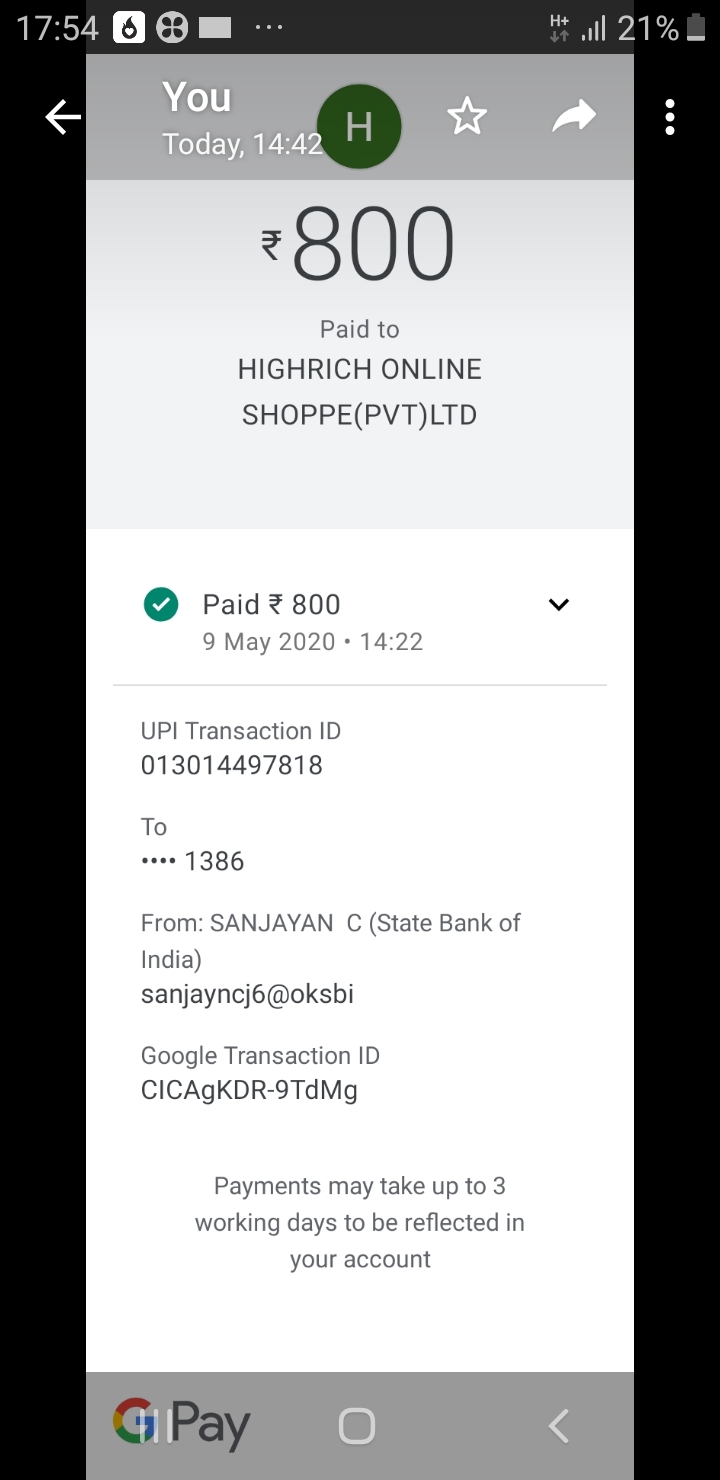 17:54 ... H+ 21%
You
Today, 14:42
H
₹800
Paid to
HIGHRICH ONLINE
SHOPPE(PVT)LTD
Paid ₹ 800
9 May 2020 • 14:22
UPI Transaction ID
013014497818
To
•••• 1386
From: SANJAYAN C (State Bank of
India)
sanjayncj6@oksbi
Google Transaction ID
CICAgKDR-9TdMg
Payments may take up to 3
working days to be reflected in
your account
G Pay